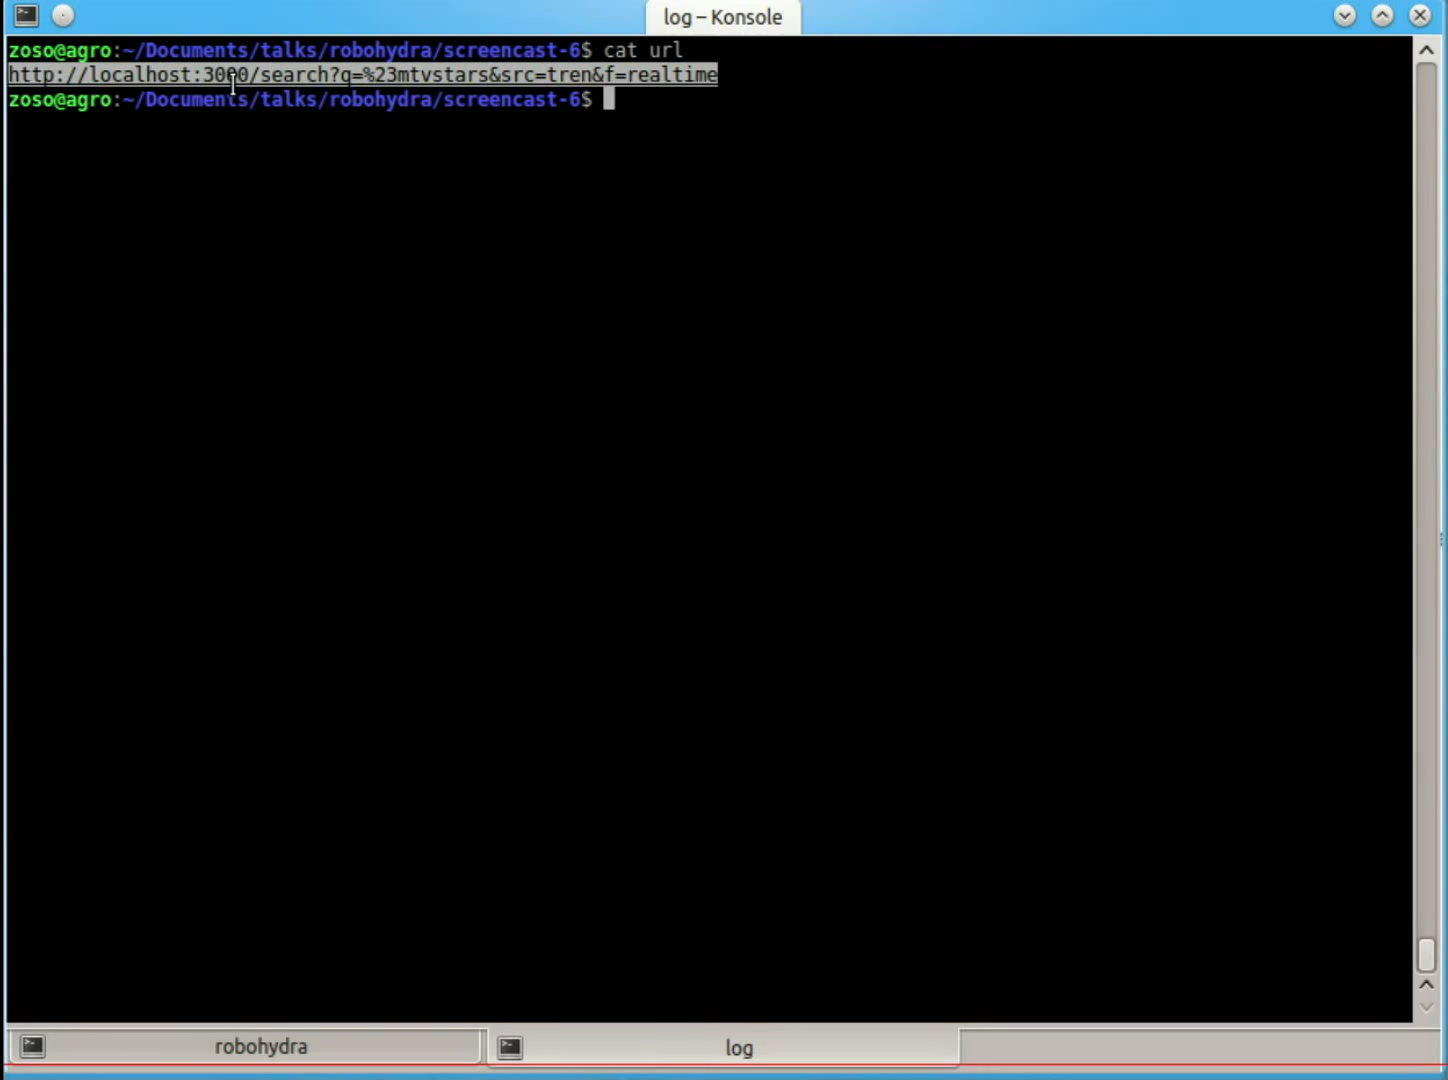 log – Konsole
zoso@agro:~/Documents/talks/robohydra/screencast-6$ cat url
http://localhost:3000/search?q=%23mtvstars&src=tren&f=realtime
zoso@agro:~/Documents/talks/robohydra/screencast-6$
robohydra
log